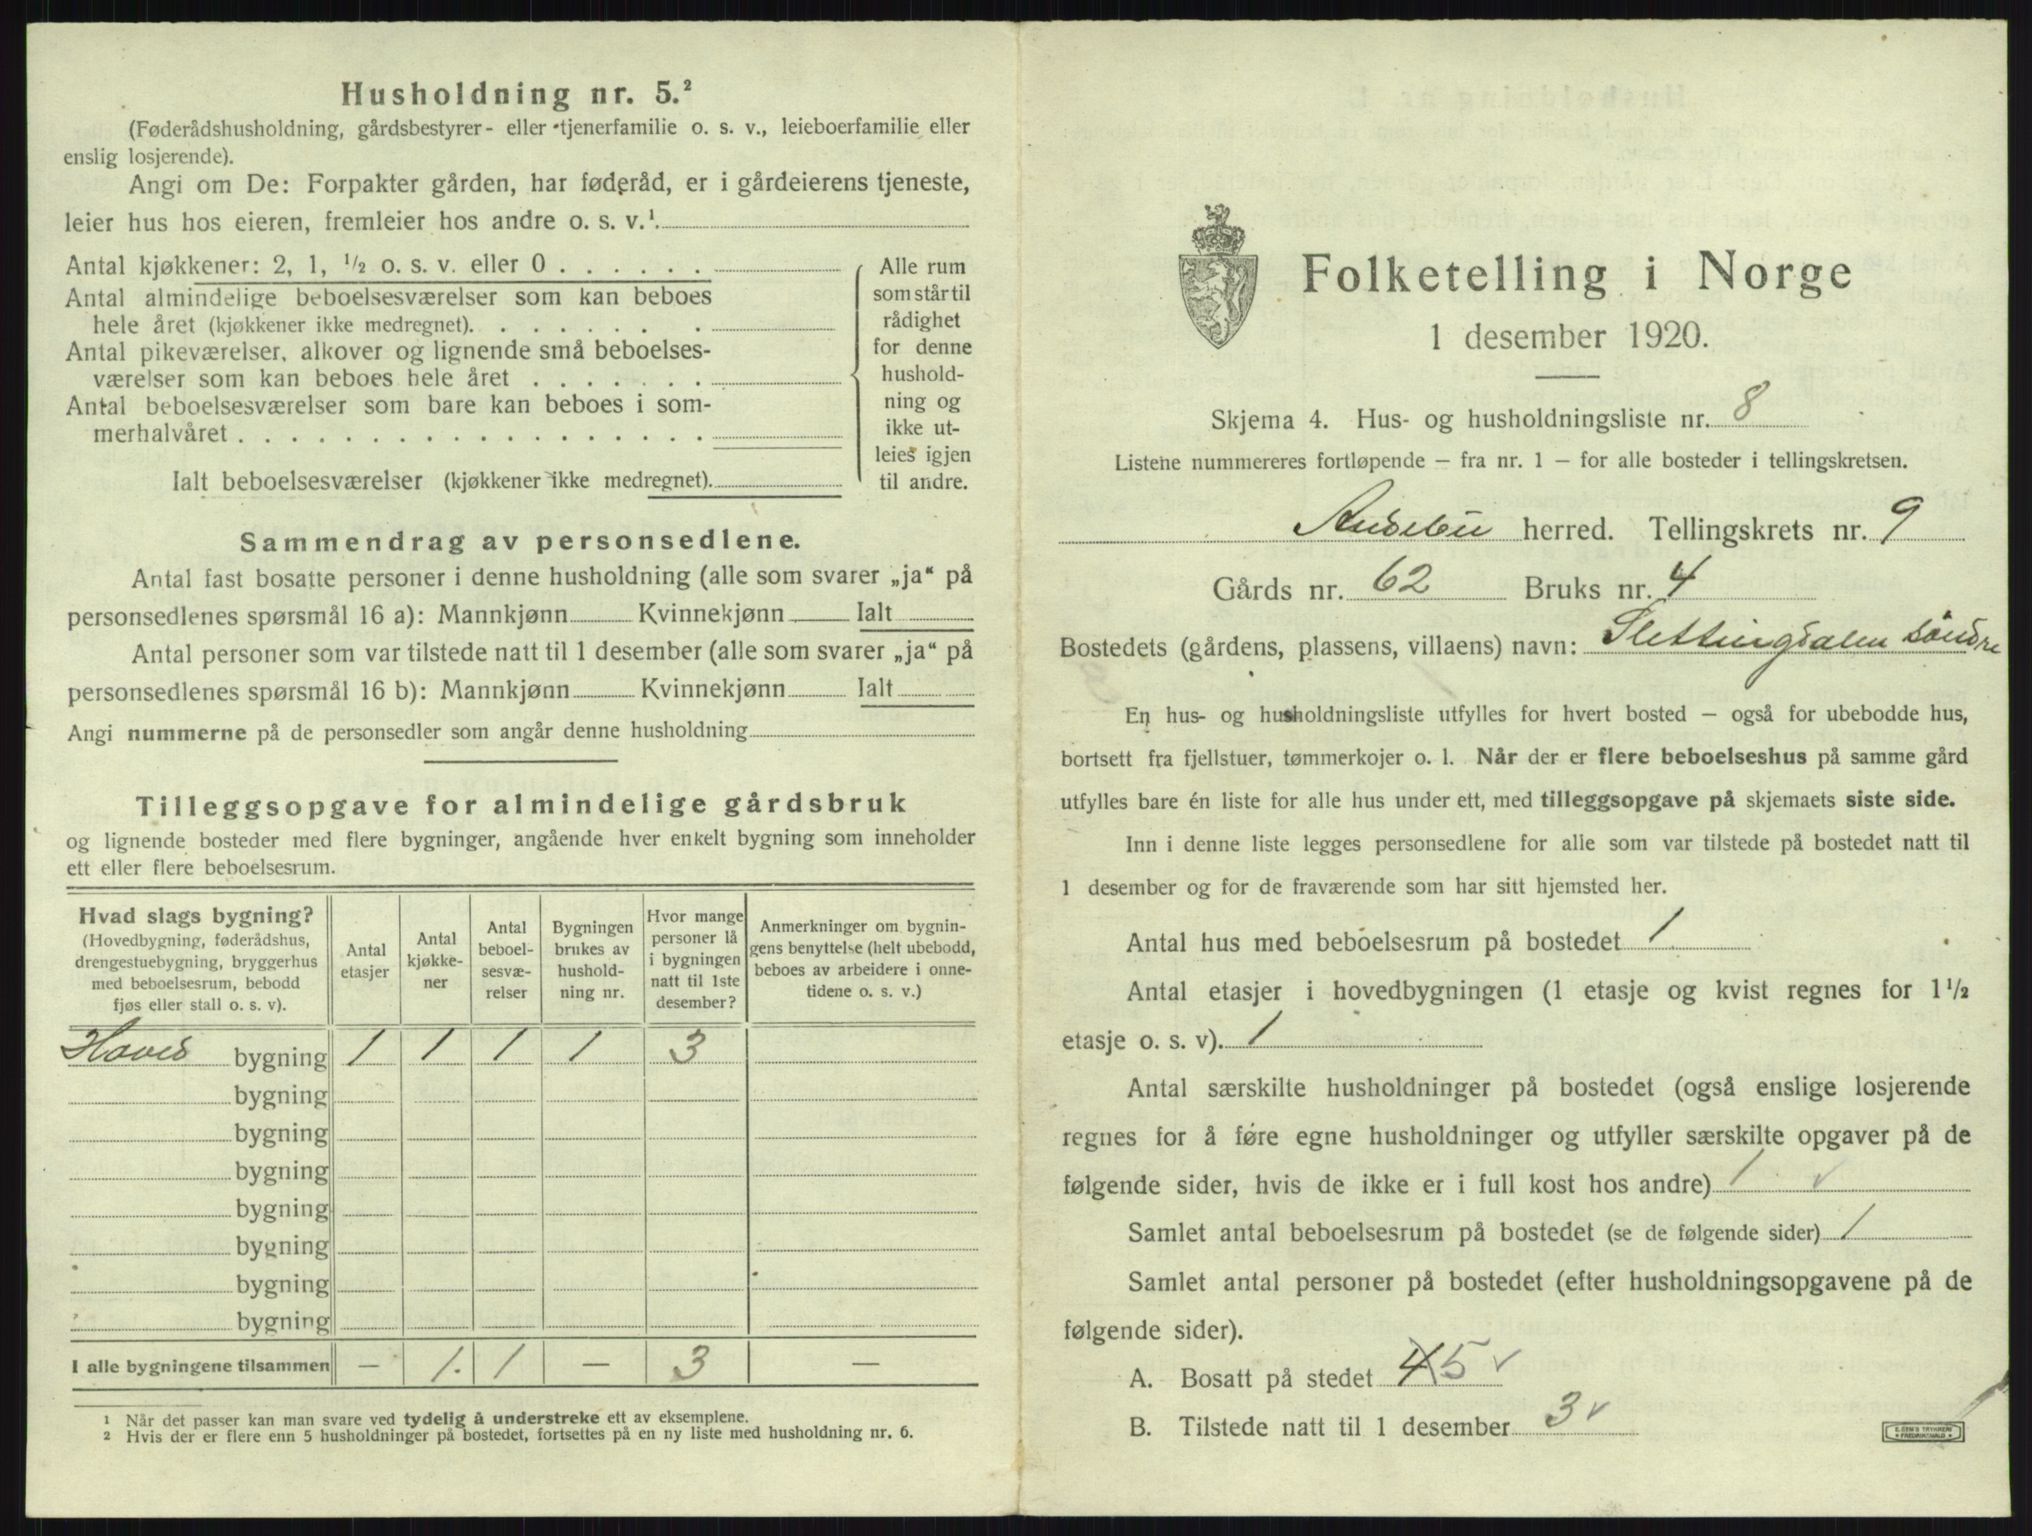 Husholdning nr. 5.²
(Føderådshusholdning, gårdsbestyrer- eller tjenerfamilie o. s. v., leieboerfamilie eller
enslig losjerende).
Angi om De: Forpakter gården, har føderåd, er i gårdeierens tjeneste,
leier hus hos eieren, fremleier hos andre o. s. v.¹
Antal kjøkkener: 2, 1, ½ o. s. v. eller 0 . . . . . .
Antal almindelige beboelsesværelser som kan beboes
hele året (kjøkkener ikke medregnet). . . . . . . .
Antal pikeværelser, alkover og lignende små beboelses-
værelser som kan beboes hele året . . . . . . .
Antal beboelsesværelser som bare kan beboes i som-
merhalvåret . . . . . . . . . . . . . . . . . .
Ialt beboelsesværelser (kjøkkener ikke medregnet).
Alle rum
som står til
rådighet
for denne
hushold-
ning og
ikke ut-
leies igjen
til andre.
Sammendrag av personsedlene.
Antal fast bosatte personer i denne husholdning (alle som svarer „ja“ på
personsedlenes spørsmål 16 a): Mannkjønn Kvinnekjønn Ialt
Antal personer som var tilstede natt til 1 desember (alle som svarer „ja“ på
personsedlenes spørsmål 16 b): Mannkjønn Kvinnekjønn Ialt
Angi nummerne på de personsedler som angår denne husholdning
Tilleggsopgave for almindelige gårdsbruk
og lignende bosteder med flere bygninger, angående hver enkelt bygning som inneholder
ett eller flere beboelsesrum.
Hvad slags bygning?
(Hovedbygning, føderådshus,
drengestuebygning, bryggerhus
med beboelsesrum, bebodd
fjøs eller stall o. s. v).
Antal
etasjer
Antal
kjøkke-
ner
Antal
beboel-
sesvæ-
relser
Bygningen
brukes av
hushold-
ning nr.
Hvor mange
personer lå
i bygningen
natt til 1ste
desember?
Anmerkninger om bygnin-
gens benyttelse (helt ubebodd,
beboes av arbeidere i onne-
tidene o. s. v.)
Hoved bygning 1 1 1 1 3
bygning
bygning
bygning
bygning
bygning
bygning
bygning
I alle bygningene tilsammen — 1. 1 — 3 —
¹ Når det passer kan man svare ved tydelig å understreke ett av eksemplene.
² Hvis der er flere enn 5 husholdninger på bostedet, fortsettes på en ny liste med husholdning nr. 6.
Folketelling i Norge
1 desember 1920.
Skjema 4. Hus- og husholdningsliste nr. 8
Listene nummereres fortløpende — fra nr. 1 — for alle bosteder i tellingskretsen.
Andebu herred. Tellingskrets nr. 9
Gårds nr. 62 Bruks nr. 4
Bostedets (gårdens, plassens, villaens) navn: Slettingdalen söndre
En hus- og husholdningsliste utfylles for hvert bosted — også for ubebodde hus,
bortsett fra fjellstuer, tømmerkojer o. l. Når der er flere beboelseshus på samme gård
utfylles bare én liste for alle hus under ett, med tilleggsopgave på skjemaets siste side.
Inn i denne liste legges personsedlene for alle som var tilstede på bostedet natt til
1 desember og for de fraværende som har sitt hjemsted her.
Antal hus med beboelsesrum på bostedet 1
Antal etasjer i hovedbygningen (1 etasje og kvist regnes for 1½
etasje o. s. v). 1
Antal særskilte husholdninger på bostedet (også enslige losjerende
regnes for å føre egne husholdninger og utfyller særskilte opgaver på de
følgende sider, hvis de ikke er i full kost hos andre) 1 ✓
Samlet antal beboelsesrum på bostedet (se de følgende sider) 1
Samlet antal personer på bostedet (efter husholdningsopgavene på de
følgende sider).
A. Bosatt på stedet 4 5 ✓
B. Tilstede natt til 1 desember 3 ✓